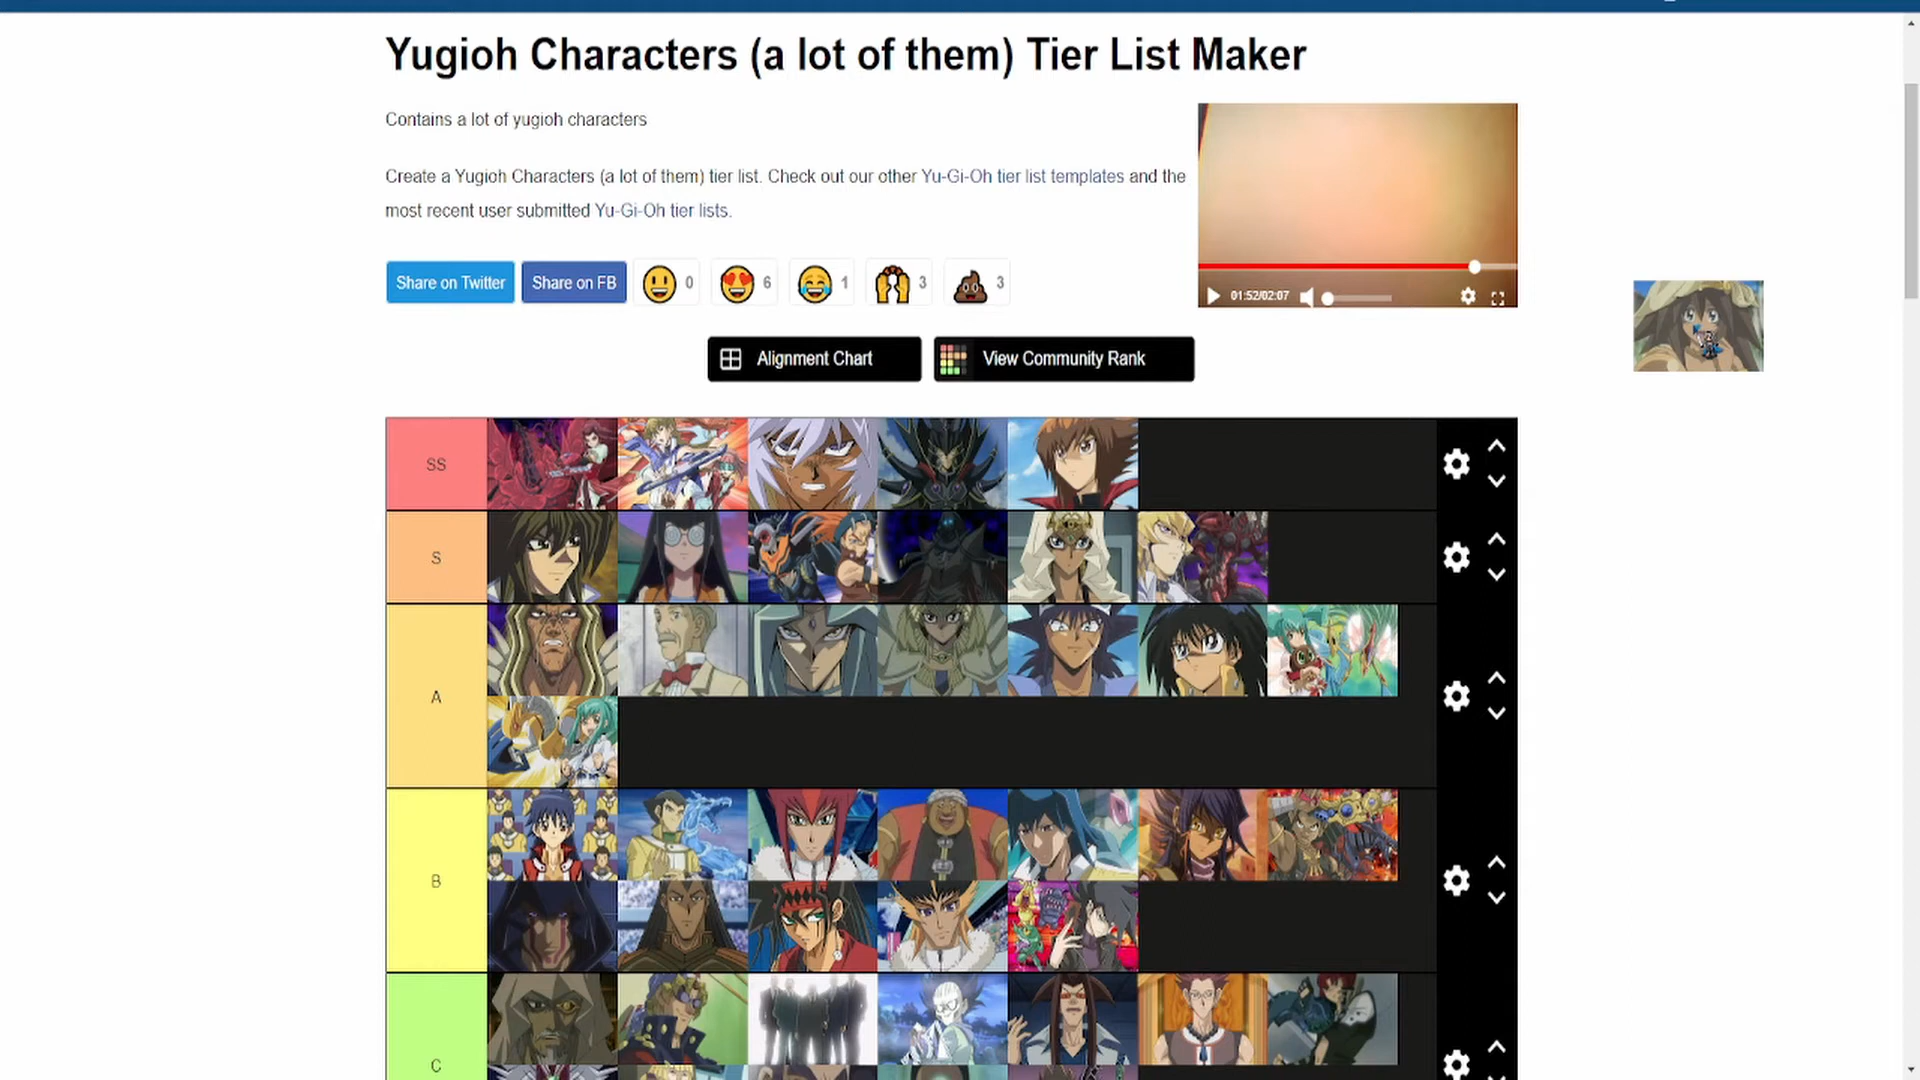 Yugioh Characters (a lot of them) Tier List Maker
Contains a lot of yugioh characters
Create a Yugioh Characters (a lot of them) tier list. Check out our other Yu-Gi-Oh tier list templates and the
most recent user submitted Yu-Gi-Oh tier lists.
Share on Twitter
Share on FB
0
6
1
3
3
01:52/02:07
Alignment Chart
View Community Rank
SS
S
A
B
C